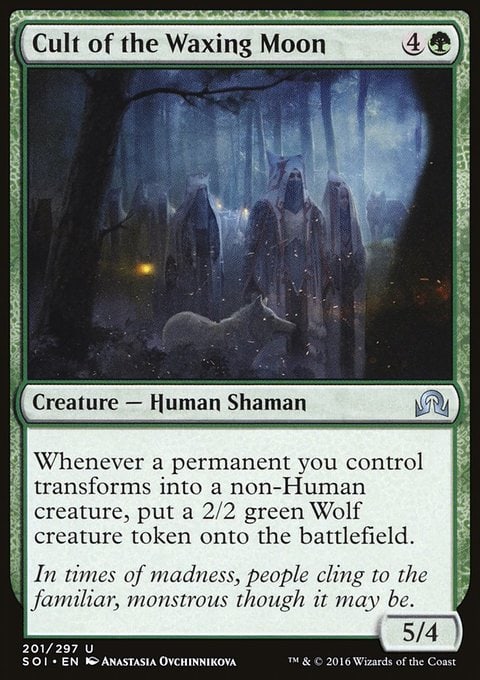 Cult of the Waxing Moon 4
Creature — Human Shaman
Whenever a permanent you control
transforms into a non-Human
creature, put a 2/2 green Wolf
creature token onto the battlefield.
In times of madness, people cling to the
familiar, monstrous though it may be.
5/4
201/297 U
SOI • EN Anastasia Ovchinnikova
™ & © 2016 Wizards of the Coast